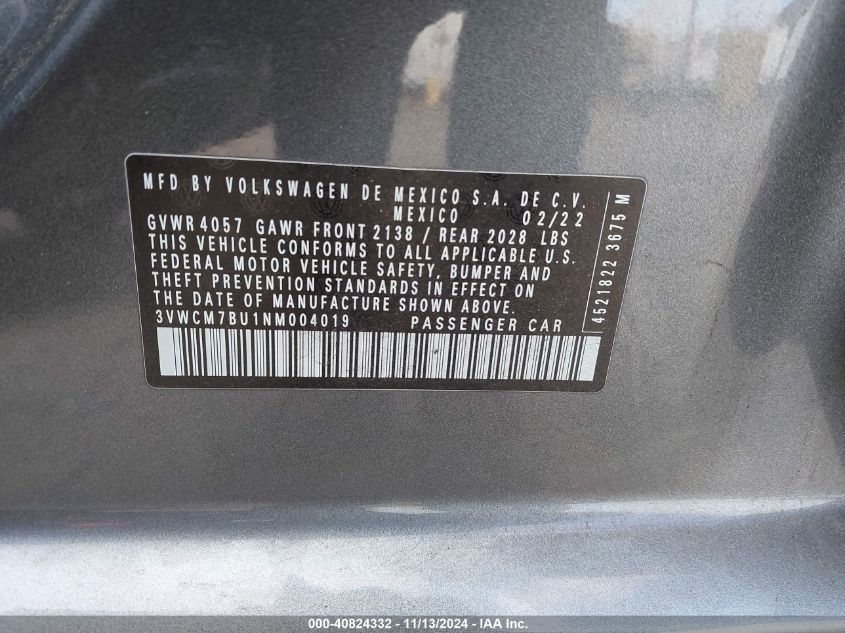 MFD BY VOLKSWAGEN DE MEXICO S.A. DE C.V.
MEXICO 02/22
GVWR 4057 GAWR FRONT 2138 / REAR 2028 LBS
THIS VEHICLE CONFORMS TO ALL APPLICABLE U.S.
FEDERAL MOTOR VEHICLE SAFETY, BUMPER AND
THEFT PREVENTION STANDARDS IN EFFECT ON
THE DATE OF MANUFACTURE SHOWN ABOVE.
3VWCM7BU1NM004019 PASSENGER CAR
4521822 3675 M
000-40824332 - 11/13/2024 - IAA Inc.